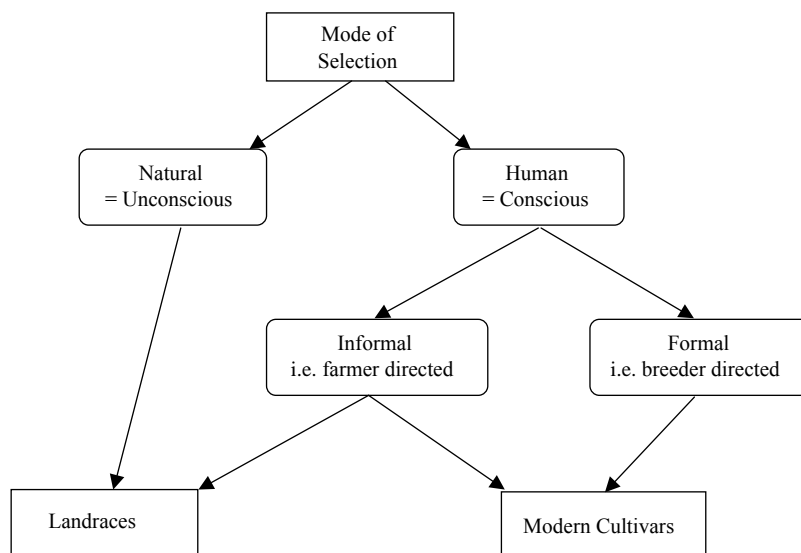 Mode of
Selection
Natural
= Unconscious
Human
= Conscious
Informal
i.e. farmer directed
Formal
i.e. breeder directed
Landraces
Modern Cultivars